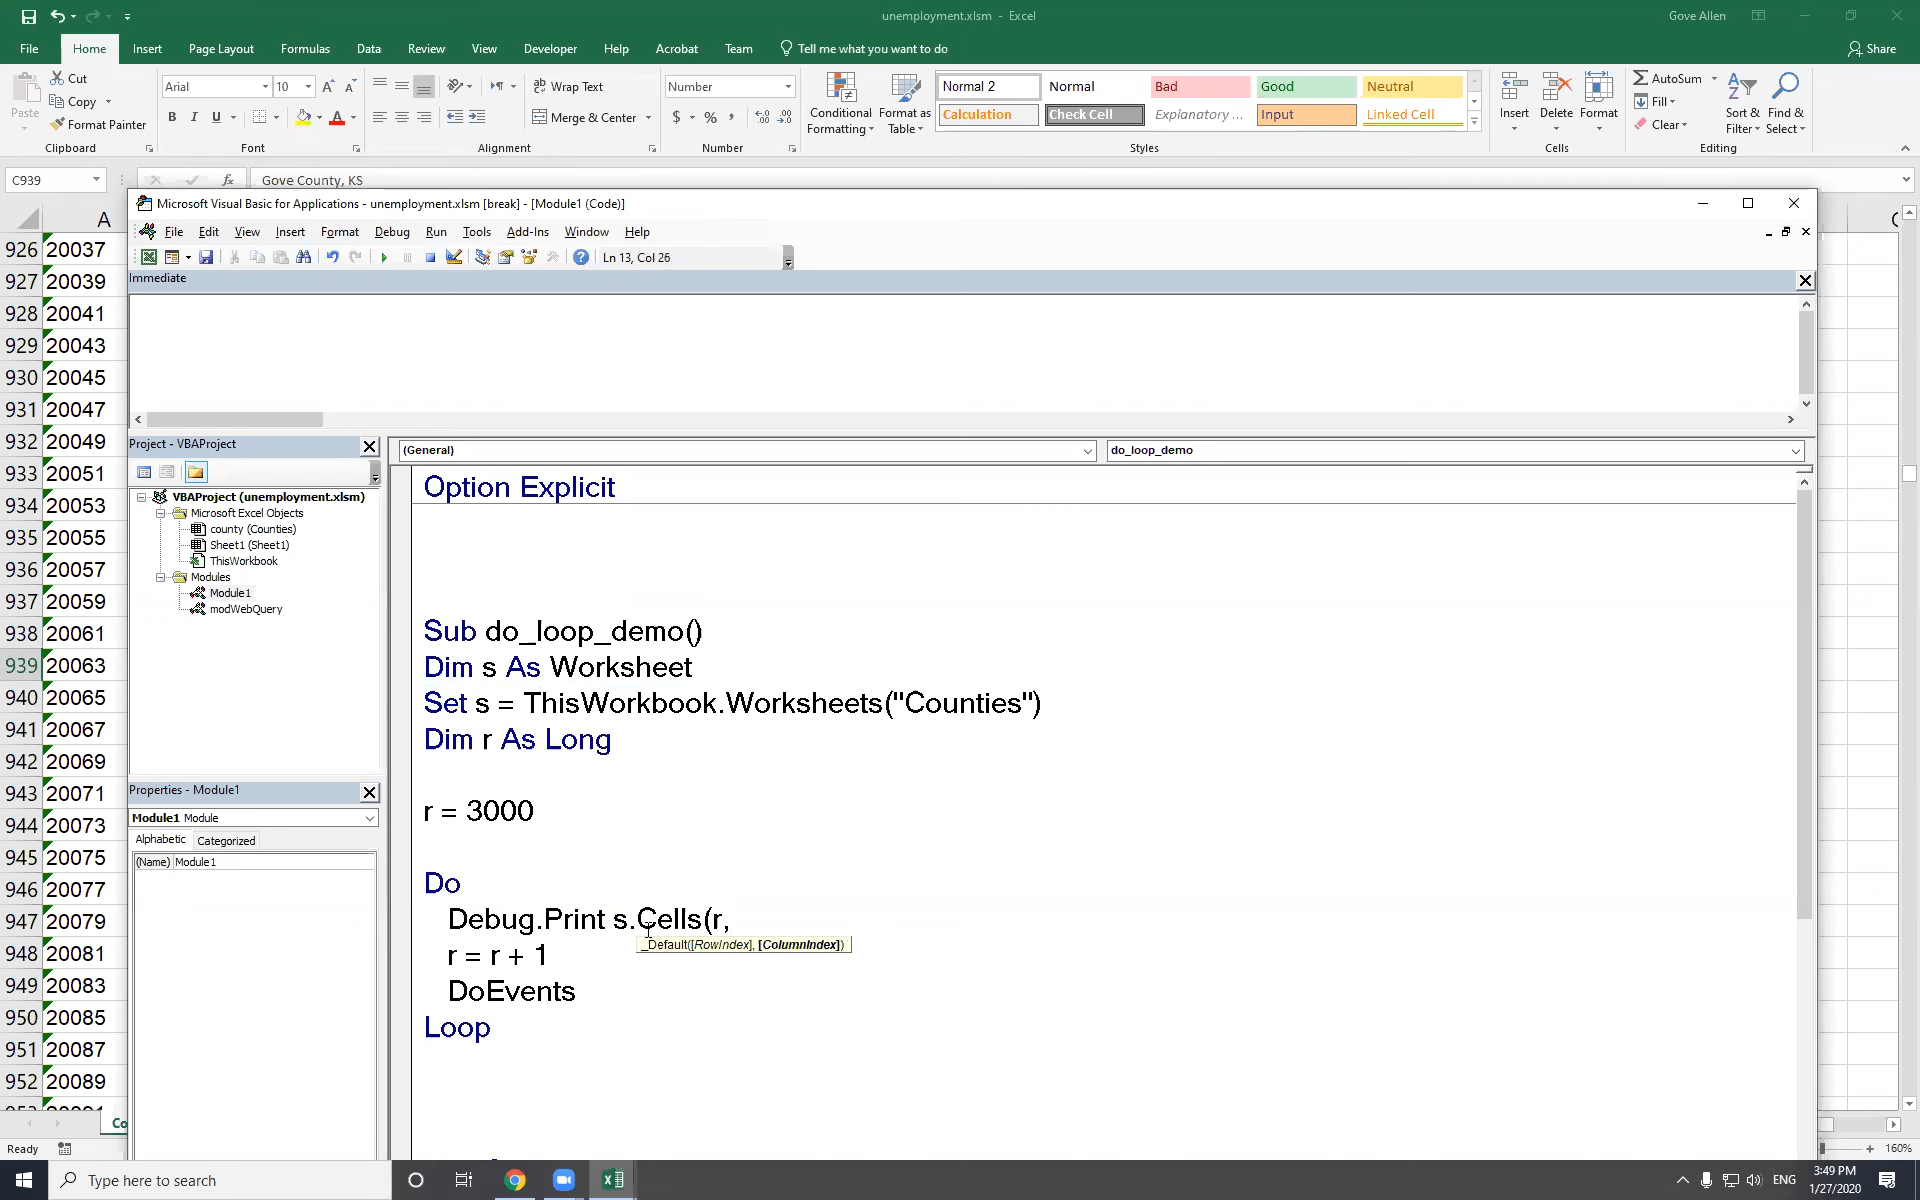 unemployment.xlsm - Excel
Gove Allen
File Home Insert Page Layout Formulas Data Review View Developer Help Acrobat Team Tell me what you want to do
Share
Paste
Cut
Copy
Format Painter
Clipboard
Arial 10
B I U
Font
Wrap Text
Merge & Center
Alignment
Number
$ % ,
Number
Conditional Formatting
Format as Table
Normal 2 Normal Bad Good Neutral
Calculation Check Cell Explanatory ... Input Linked Cell
Styles
Insert Delete Format
Cells
AutoSum
Fill
Clear
Sort & Filter
Find & Select
Editing
C939 fx Gove County, KS
A
926 20037
927 20039
928 20041
929 20043
930 20045
931 20047
932 20049
933 20051
934 20053
935 20055
936 20057
937 20059
938 20061
939 20063
940 20065
941 20067
942 20069
943 20071
944 20073
945 20075
946 20077
947 20079
948 20081
949 20083
950 20085
951 20087
952 20089
Co
Ready
160%
Microsoft Visual Basic for Applications - unemployment.xlsm [break] - [Module1 (Code)]
File Edit View Insert Format Debug Run Tools Add-Ins Window Help
Ln 13, Col 26
Immediate
Project - VBAProject
VBAProject (unemployment.xlsm)
Microsoft Excel Objects
county (Counties)
Sheet1 (Sheet1)
ThisWorkbook
Modules
Module1
modWebQuery
Properties - Module1
Module1 Module
Alphabetic Categorized
(Name) Module1
(General) do_loop_demo
Option Explicit
Sub do_loop_demo()
Dim s As Worksheet
Set s = ThisWorkbook.Worksheets("Counties")
Dim r As Long
r = 3000
Do
Debug.Print s.Cells(r,
_Default([RowIndex], [ColumnIndex])
r = r + 1
DoEvents
Loop
Type here to search
ENG
3:49 PM
1/27/2020